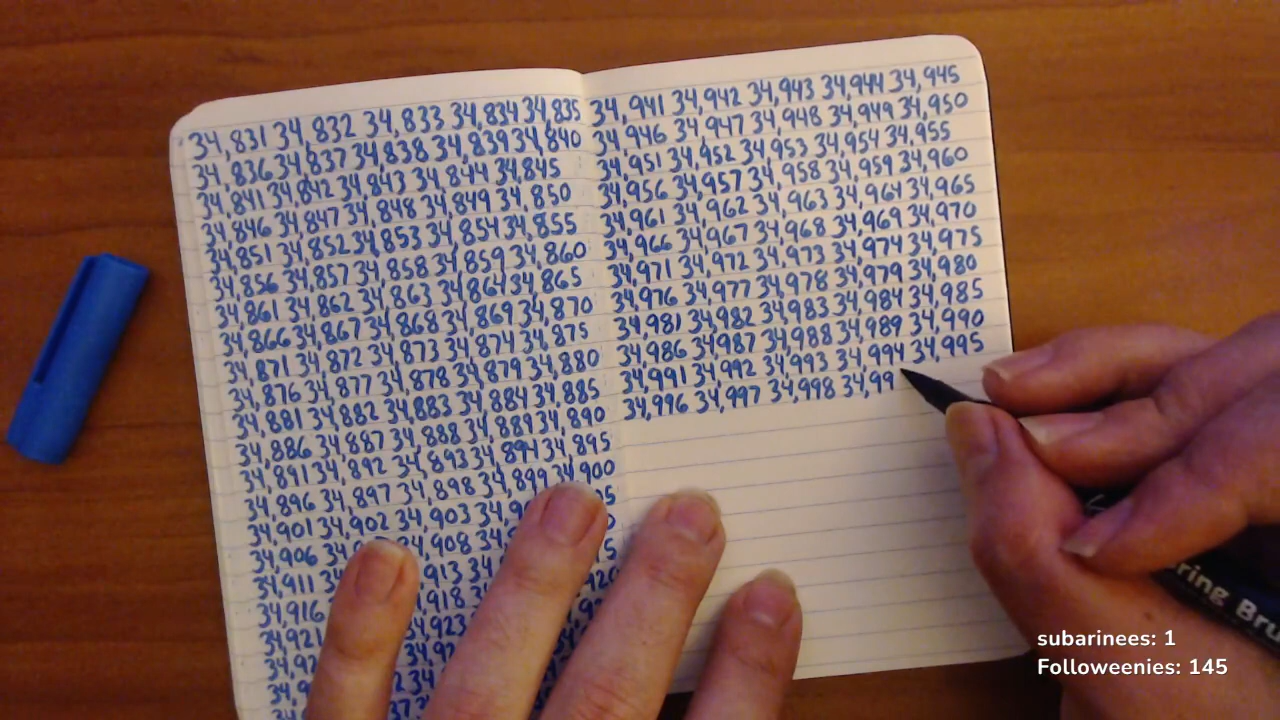 34,831 34,832 34,833 34,834 34,835
34,836 34,837 34,838 34,839 34,840
34,841 34,842 34,843 34,844 34,845
34,846 34,847 34,848 34,849 34,850
34,851 34,852 34,853 34,854 34,855
34,856 34,857 34,858 34,859 34,860
34,861 34,862 34,863 34,864 34,865
34,866 34,867 34,868 34,869 34,870
34,871 34,872 34,873 34,874 34,875
34,876 34,877 34,878 34,879 34,880
34,881 34,882 34,883 34,884 34,885
34,886 34,887 34,888 34,889 34,890
34,891 34,892 34,893 34,894 34,895
34,896 34,897 34,898 34,899 34,900
34,901 34,902 34,903
34,906 34,908
34,911
34,916
34,921
34,941 34,942 34,943 34,944 34,945
34,946 34,947 34,948 34,949 34,950
34,951 34,952 34,953 34,954 34,955
34,956 34,957 34,958 34,959 34,960
34,961 34,962 34,963 34,964 34,965
34,966 34,967 34,968 34,969 34,970
34,971 34,972 34,973 34,974 34,975
34,976 34,977 34,978 34,979 34,980
34,981 34,982 34,983 34,984 34,985
34,986 34,987 34,988 34,989 34,990
34,991 34,992 34,993 34,994 34,995
34,996 34,997 34,998 34,99
subarinees: 1
Followeenies: 145